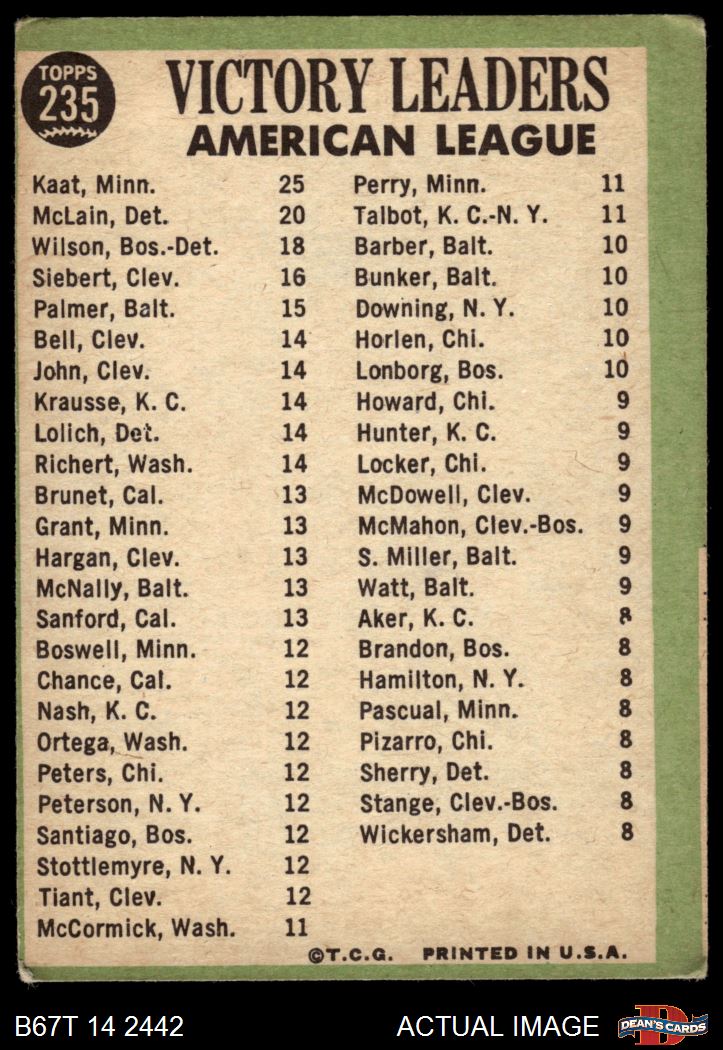 TOPPS
235
VICTORY LEADERS
AMERICAN LEAGUE
Kaat, Minn. 25
McLain, Det. 20
Wilson, Bos.-Det. 18
Siebert, Clev. 16
Palmer, Balt. 15
Bell, Clev. 14
John, Clev. 14
Krausse, K. C. 14
Lolich, Det. 14
Richert, Wash. 14
Brunet, Cal. 13
Grant, Minn. 13
Hargan, Clev. 13
McNally, Balt. 13
Sanford, Cal. 13
Boswell, Minn. 12
Chance, Cal. 12
Nash, K. C. 12
Ortega, Wash. 12
Peters, Chi. 12
Peterson, N. Y. 12
Santiago, Bos. 12
Stottlemyre, N. Y. 12
Tiant, Clev. 12
McCormick, Wash. 11
Perry, Minn. 11
Talbot, K. C.-N. Y. 11
Barber, Balt. 10
Bunker, Balt. 10
Downing, N. Y. 10
Horlen, Chi. 10
Lonborg, Bos. 10
Howard, Chi. 9
Hunter, K. C. 9
Locker, Chi. 9
McDowell, Clev. 9
McMahon, Clev.-Bos. 9
S. Miller, Balt. 9
Watt, Balt. 9
Aker, K. C. 8
Brandon, Bos. 8
Hamilton, N. Y. 8
Pascual, Minn. 8
Pizarro, Chi. 8
Sherry, Det. 8
Stange, Clev.-Bos. 8
Wickersham, Det. 8
©T.C.G. PRINTED IN U.S.A.
B67T 14 2442 ACTUAL IMAGE
D
DEAN'S CARDS